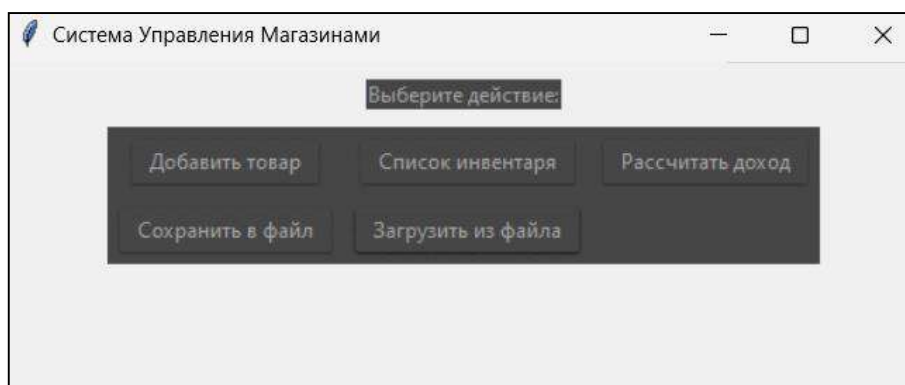 Система Управления Магазинами
Выберите действие:
Добавить товар Список инвентаря Рассчитать доход
Сохранить в файл Загрузить из файла